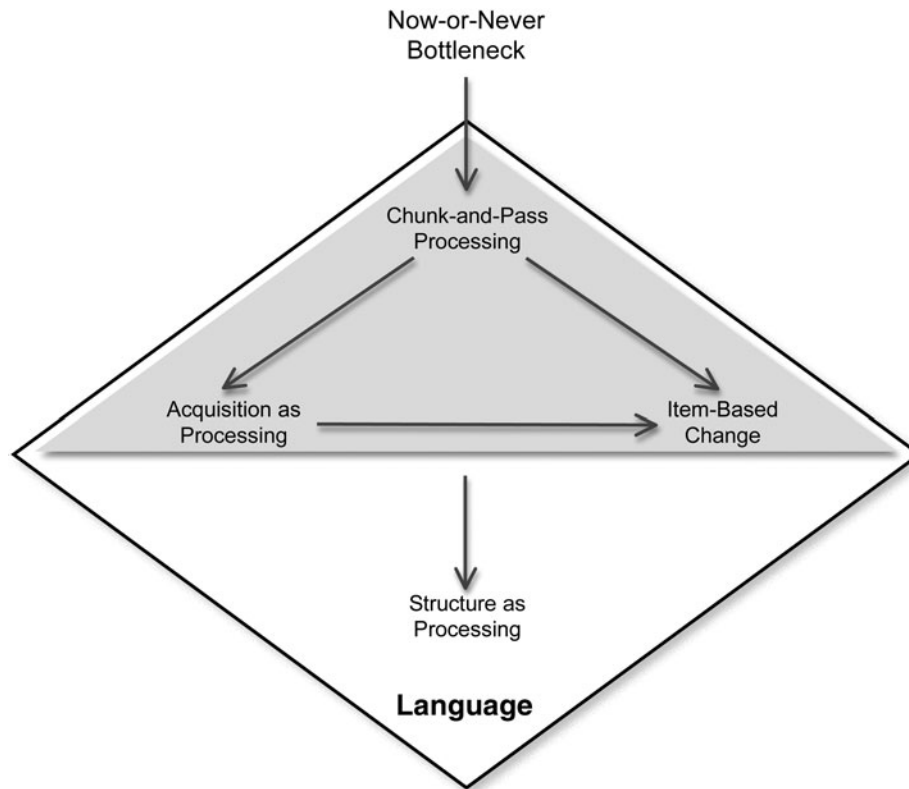 Now-or-Never
Bottleneck
Chunk-and-Pass
Processing
Acquisition as
Processing
Item-Based
Change
Structure as
Processing
Language